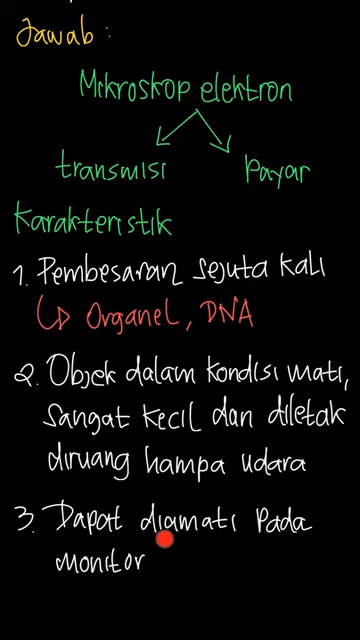 Jawab :
Mikroskop elektron
transmisi
Payar
Karakteristik
1. Pembesaran sejuta kali
↳ Organel, DNA
2. Objek dalam kondisi mati,
sangat kecil dan diletak
diruang hampa udara
3. Dapat diamati pada
monitor